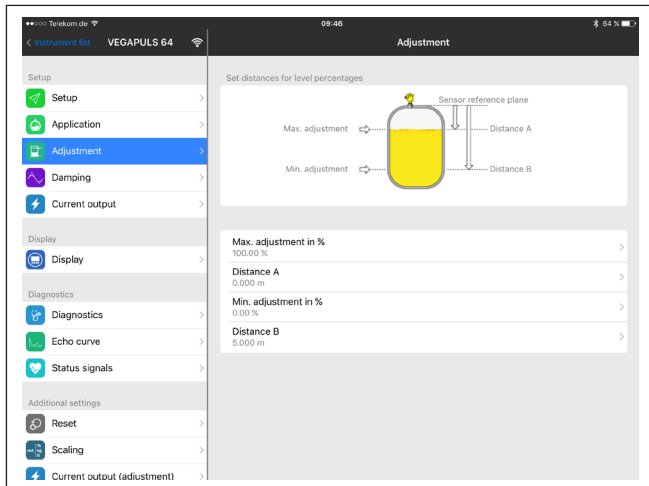 Telekom.de
09:46
64 %
Instrument list
VEGAPULS 64
Adjustment
Setup
Setup
Application
Adjustment
Damping
Current output
Display
Display
Diagnostics
Diagnostics
Echo curve
Status signals
Additional settings
Reset
Scaling
Current output (adjustment)
Set distances for level percentages
Sensor reference plane
Max. adjustment
Distance A
Min. adjustment
Distance B
Max. adjustment in %
100.00 %
Distance A
0.000 m
Min. adjustment in %
0.00 %
Distance B
5.000 m